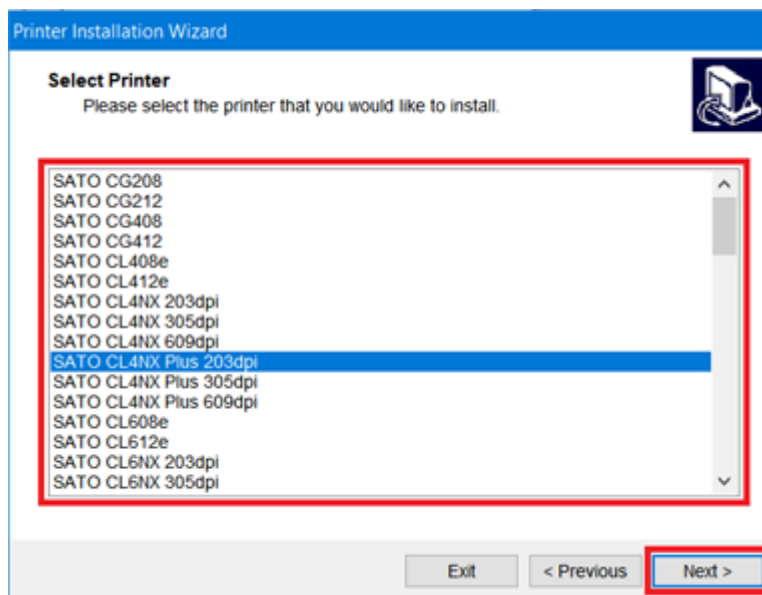 Printer Installation Wizard
Select Printer
Please select the printer that you would like to install.
SATO CG208
SATO CG212
SATO CG408
SATO CG412
SATO CL408e
SATO CL412e
SATO CL4NX 203dpi
SATO CL4NX 305dpi
SATO CL4NX 609dpi
SATO CL4NX Plus 203dpi
SATO CL4NX Plus 305dpi
SATO CL4NX Plus 609dpi
SATO CL608e
SATO CL612e
SATO CL6NX 203dpi
SATO CL6NX 305dpi
Exit < Previous Next >